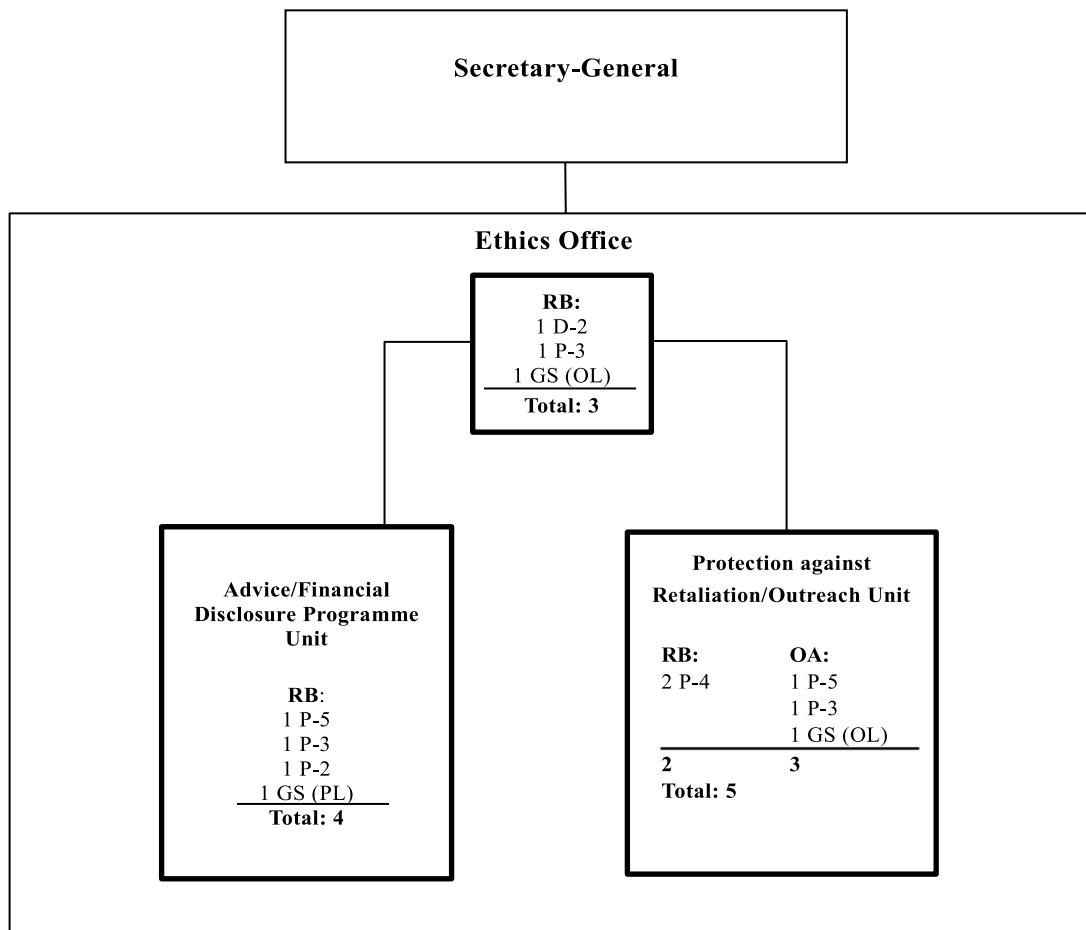 Secretary-General
Ethics Office
RB:
1 D-2
1 P-3
1 GS (OL)
Total: 3
Advice/Financial
Disclosure Programme
Unit
RB:
1 P-5
1 P-3
1 P-2
1 GS (PL)
Total: 4
Protection against
Retaliation/Outreach Unit
RB: OA:
2 P-4 1 P-5
1 P-3
1 GS (OL)
2 3
Total: 5